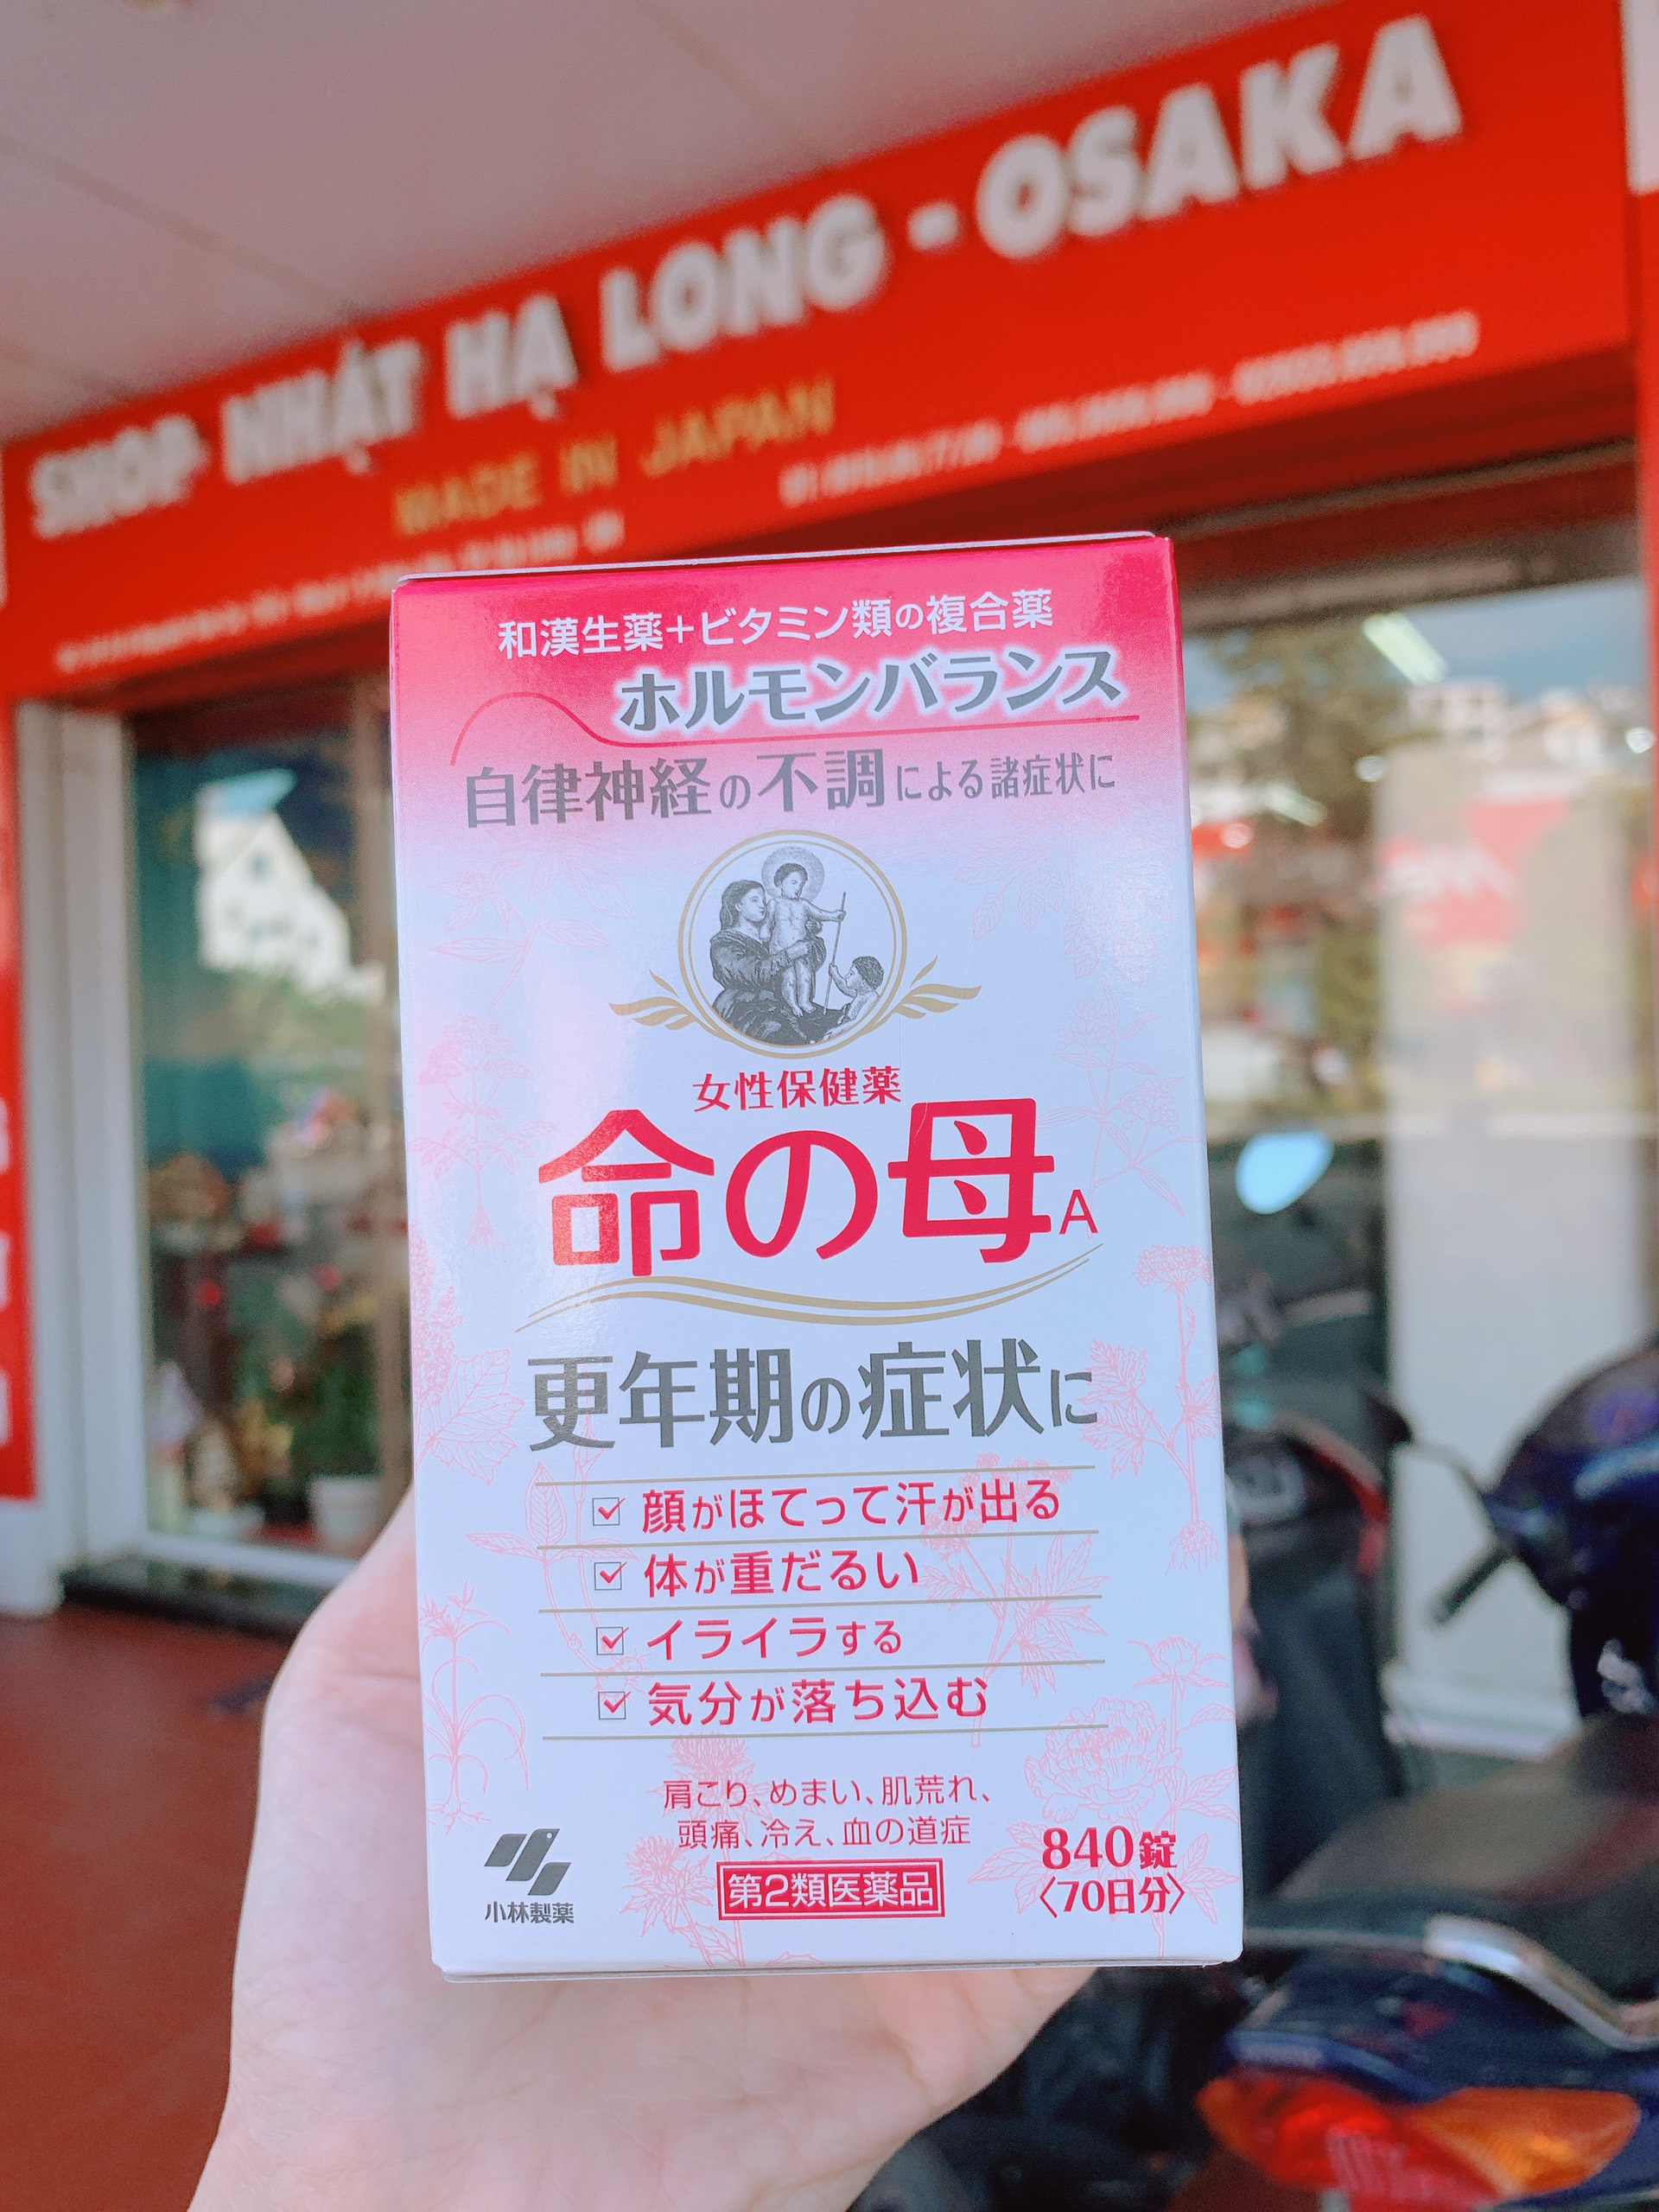 SHOP NHẬT HẠ LONG - OSAKA
MADE IN JAPAN
和漢生薬+ビタミン類の複合薬
ホルモンバランス
自律神経の不調による諸症状に
女性保健薬
命の母A
更年期の症状に
顔がほてって汗が出る
体が重だるい
イライラする
気分が落ち込む
肩こり、めまい、肌荒れ、
頭痛、冷え、血の道症
第2類医薬品
840錠
〈70日分〉
小林製薬